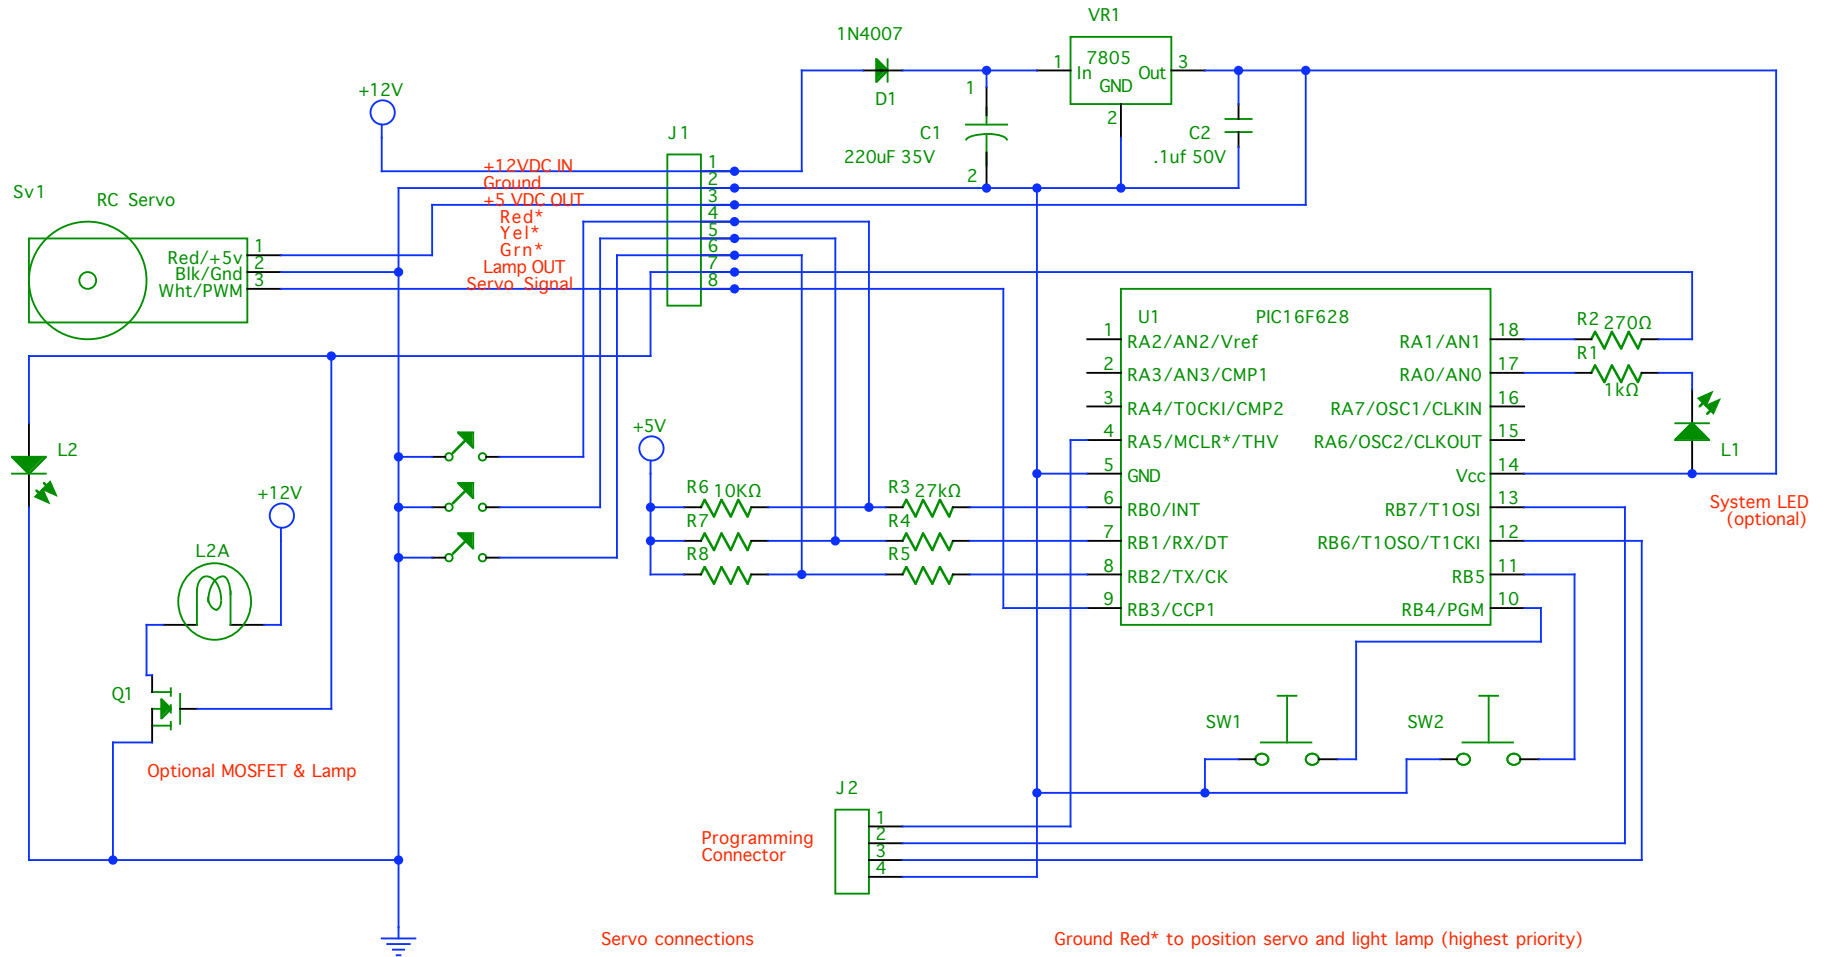 VR1
1N4007
7805
1
In
Out
3
GND
D1
1
2
C1
220uF 35V
2
C2
.1uf 50V
+12V
J1
+12VDC IN
1
Ground
2
+5 VDC OUT
3
Red*
4
Yel*
5
Grn*
6
Lamp OUT
7
Servo Signal
8
Sv1
RC Servo
Red/+5v
1
Blk/Gnd
2
Wht/PWM
3
U1
PIC16F628
1
RA2/AN2/Vref
RA1/AN1
18
R2
270Ω
2
RA3/AN3/CMP1
RA0/AN0
17
R1
1kΩ
3
RA4/T0CKI/CMP2
RA7/OSC1/CLKIN
16
4
RA5/MCLR*/THV
RA6/OSC2/CLKOUT
15
L1
5
GND
Vcc
14
System LED
(optional)
+5V
R6
10KΩ
R3
27kΩ
6
RB0/INT
RB7/T1OSI
13
R7
R4
7
RB1/RX/DT
RB6/T1OSO/T1CKI
12
R8
R5
8
RB2/TX/CK
RB5
11
9
RB3/CCP1
RB4/PGM
10
L2
+12V
L2A
Q1
Optional MOSFET & Lamp
SW1
SW2
J2
Programming
Connector
1
2
3
4
Servo connections
Ground Red* to position servo and light lamp (highest priority)